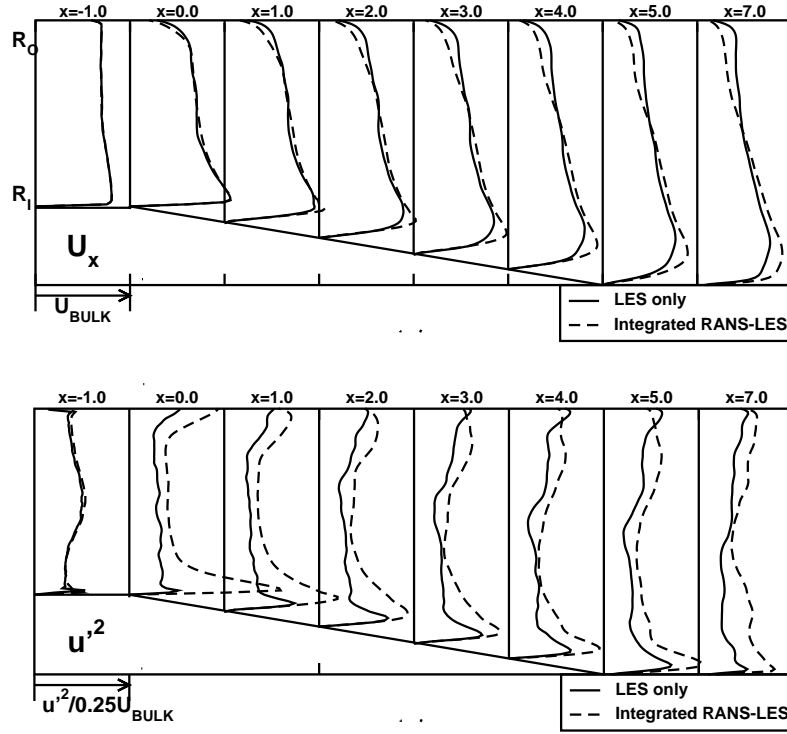 x=-1.0 x=0.0 x=1.0 x=2.0 x=3.0 x=4.0 x=5.0 x=7.0
R_O
R_I
U_x
U_BULK
LES only
Integrated RANS-LES
x=-1.0 x=0.0 x=1.0 x=2.0 x=3.0 x=4.0 x=5.0 x=7.0
u'^2
u'^2/0.25U_BULK
LES only
Integrated RANS-LES